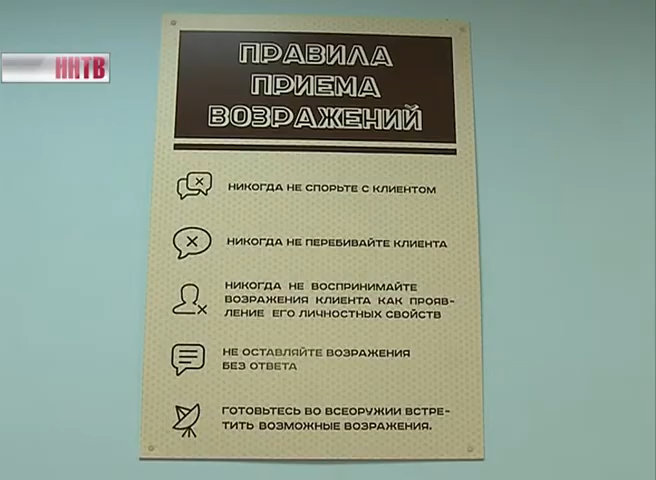 ННТВ
ПРАВИЛА
ПРИЕМА
ВОЗРАЖЕНИЙ
НИКОГДА НЕ СПОРЬТЕ С КЛИЕНТОМ
НИКОГДА НЕ ПЕРЕБИВАЙТЕ КЛИЕНТА
НИКОГДА НЕ ВОСПРИНИМАЙТЕ
ВОЗРАЖЕНИЯ КЛИЕНТА КАК ПРОЯВ-
ЛЕНИЕ ЕГО ЛИЧНОСТНЫХ СВОЙСТВ
НЕ ОСТАВЛЯЙТЕ ВОЗРАЖЕНИЯ
БЕЗ ОТВЕТА
ГОТОВЬТЕСЬ ВО ВСЕОРУЖИИ ВСТРЕ-
ТИТЬ ВОЗМОЖНЫЕ ВОЗРАЖЕНИЯ.